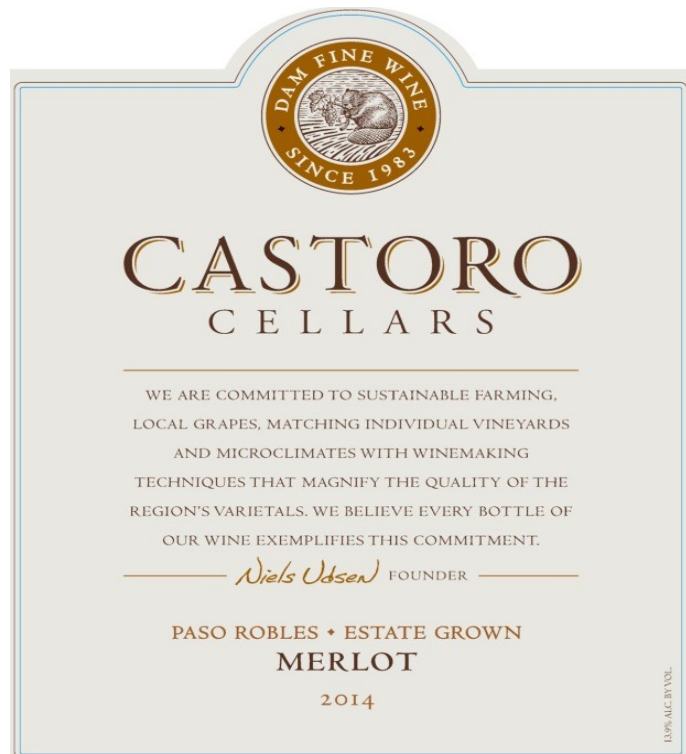 DAM FINE WINE
SINCE 1983
CASTORO
CELLARS
WE ARE COMMITTED TO SUSTAINABLE FARMING,
LOCAL GRAPES, MATCHING INDIVIDUAL VINEYARDS
AND MICROCLIMATES WITH WINEMAKING
TECHNIQUES THAT MAGNIFY THE QUALITY OF THE
REGION'S VARIETALS. WE BELIEVE EVERY BOTTLE OF
OUR WINE EXEMPLIFIES THIS COMMITMENT.
Niels Udsen FOUNDER
PASO ROBLES • ESTATE GROWN
MERLOT
2014
13.9% ALC. BY VOL.